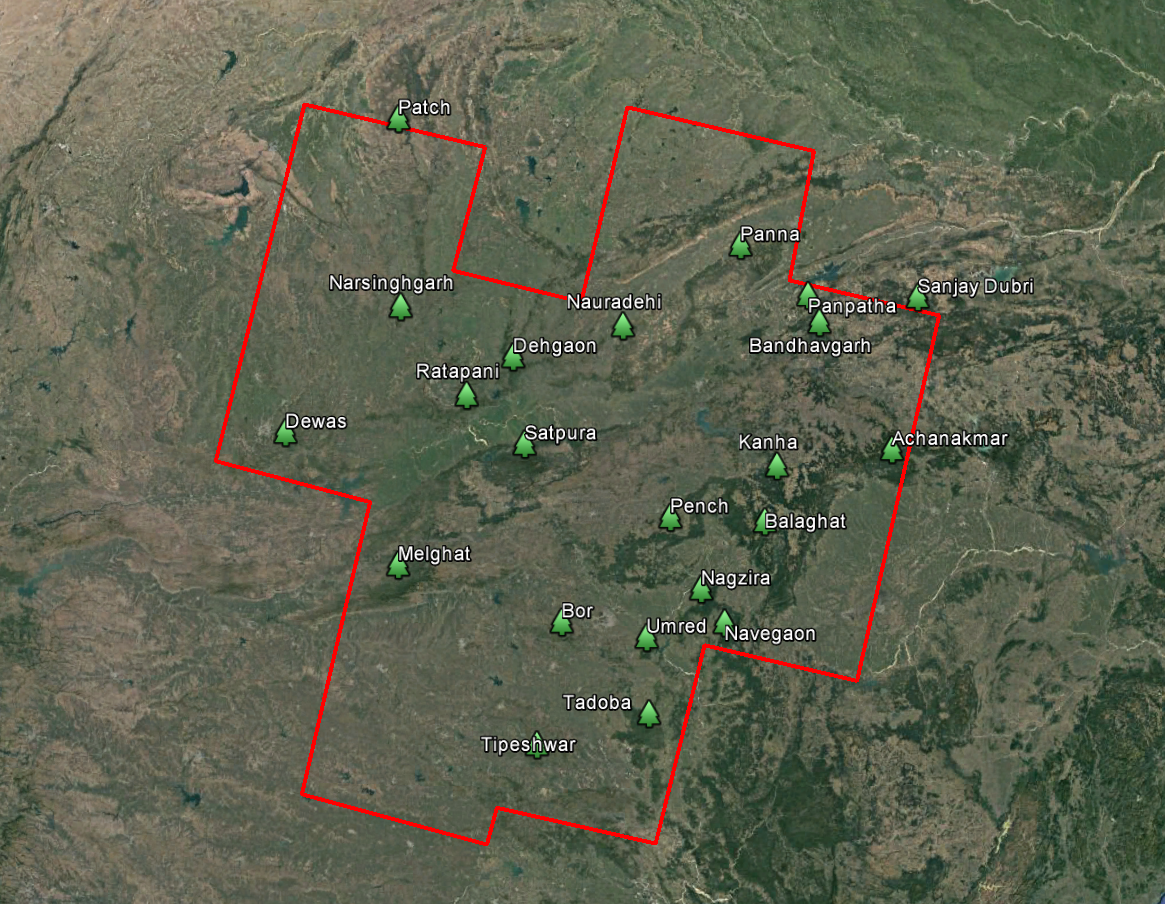 Patch
Panna
Narsinghgarh
Sanjay Dubri
Nauradehi
Panpatha
Dehgaon
Bandhavgarh
Ratapani
Dewas
Satpura
Kanha
Achanakmar
Pench
Balaghat
Melghat
Nagzira
Bor
Umred
Navegaon
Tadoba
Tipeshwar